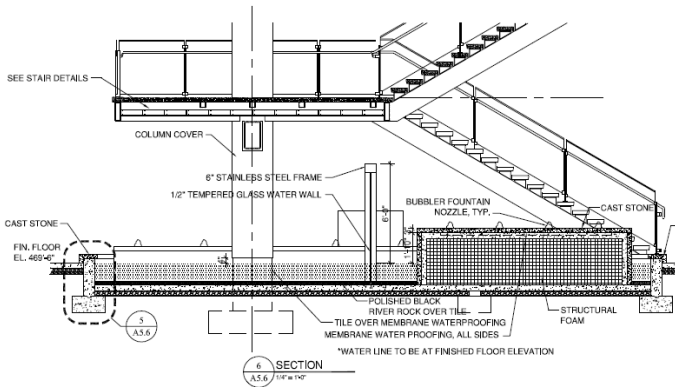 SEE STAIR DETAILS
COLUMN COVER
6" STAINLESS STEEL FRAME
1/2" TEMPERED GLASS WATER WALL
6'-0"
BUBBLER FOUNTAIN
NOZZLE, TYP.
CAST STONE
CAST STONE
FIN. FLOOR
EL. 469'-6"
POLISHED BLACK
RIVER ROCK OVER TILE
TILE OVER MEMBRANE WATERPROOFING
MEMBRANE WATER PROOFING, ALL SIDES
STRUCTURAL
FOAM
*WATER LINE TO BE AT FINISHED FLOOR ELEVATION
5
A5.6
6
A5.6
SECTION
1/4" = 1'-0"